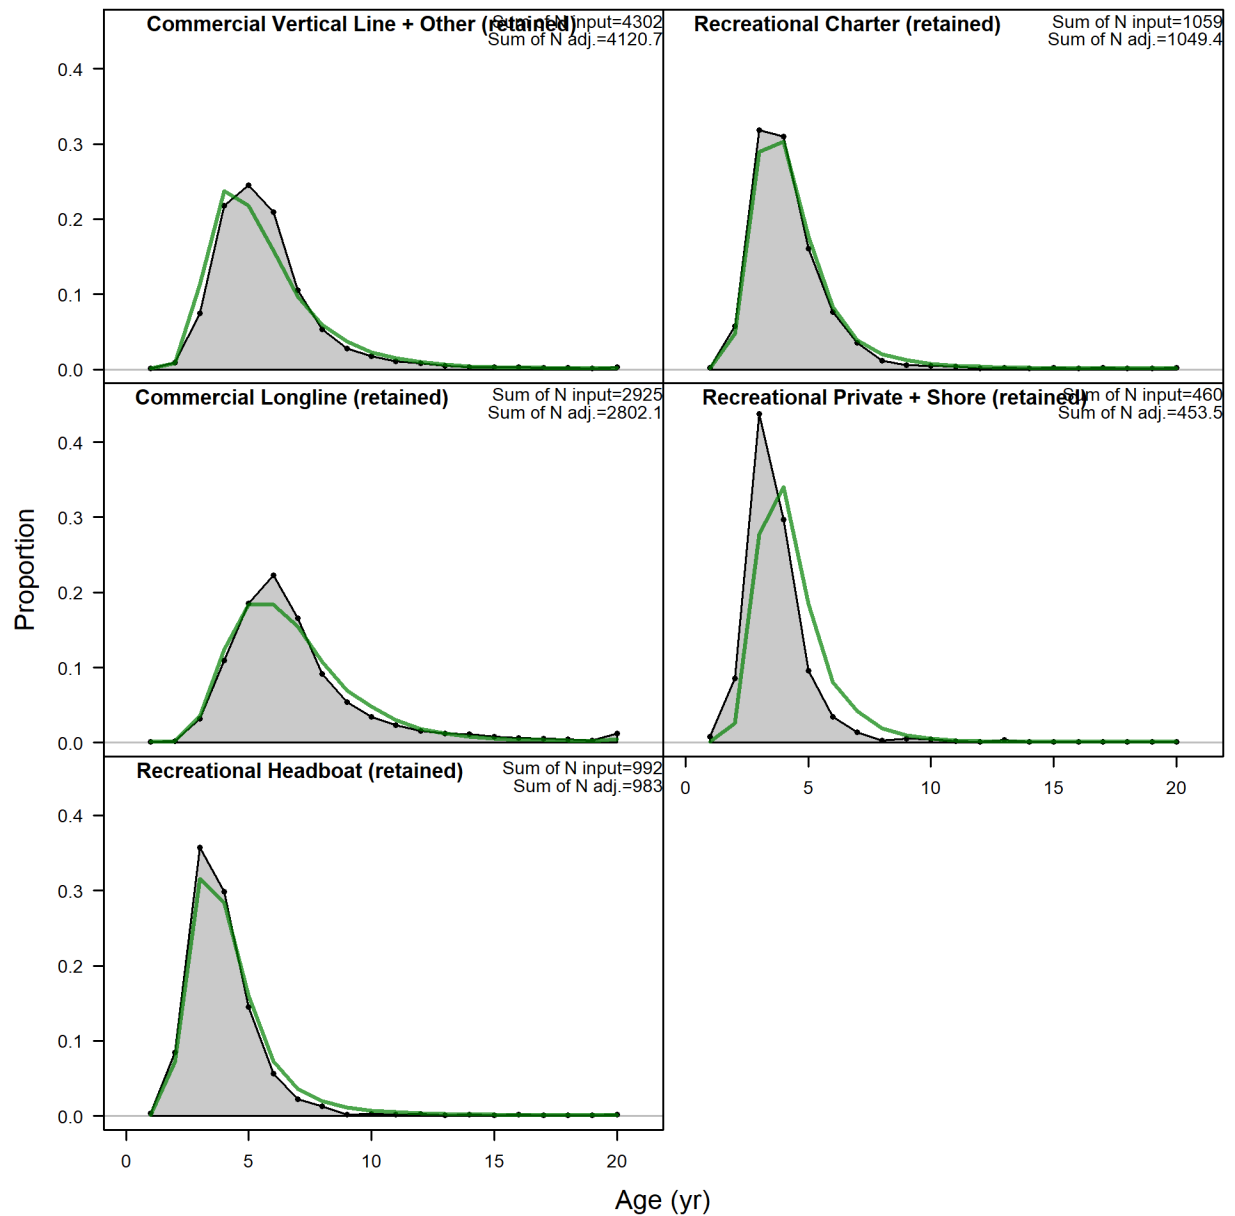 Commercial Vertical Line + Other (retained)
Sum of N input=4302
Sum of N adj.=4120.7
Recreational Charter (retained)
Sum of N input=1059
Sum of N adj.=1049.4
0.4
0.3
0.2
0.1
0.0
Commercial Longline (retained)
Sum of N input=2925
Sum of N adj.=2802.1
Recreational Private + Shore (retained)
Sum of N input=460
Sum of N adj.=453.5
0.4
0.3
0.2
0.1
0.0
Proportion
Recreational Headboat (retained)
Sum of N input=992
Sum of N adj.=983
0 5 10 15 20
0.4
0.3
0.2
0.1
0.0
0 5 10 15 20
Age (yr)